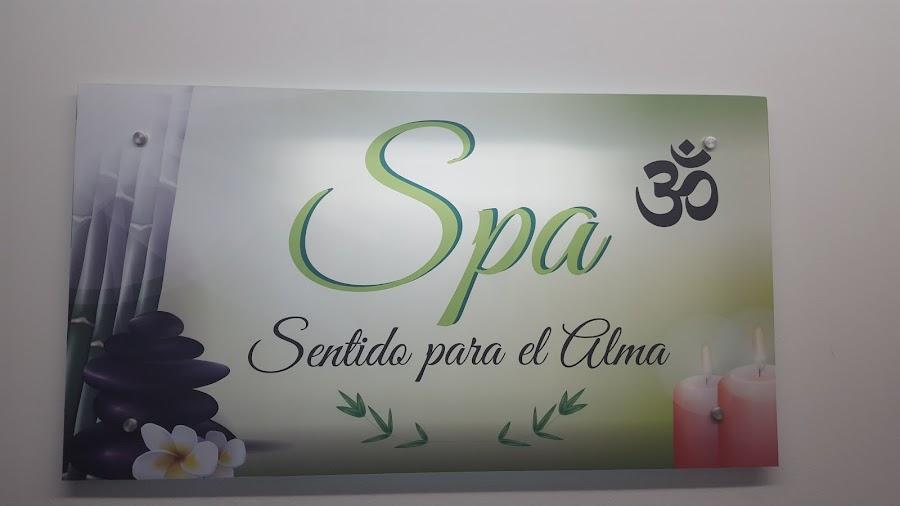 Spa ॐ
Sentido para el Alma